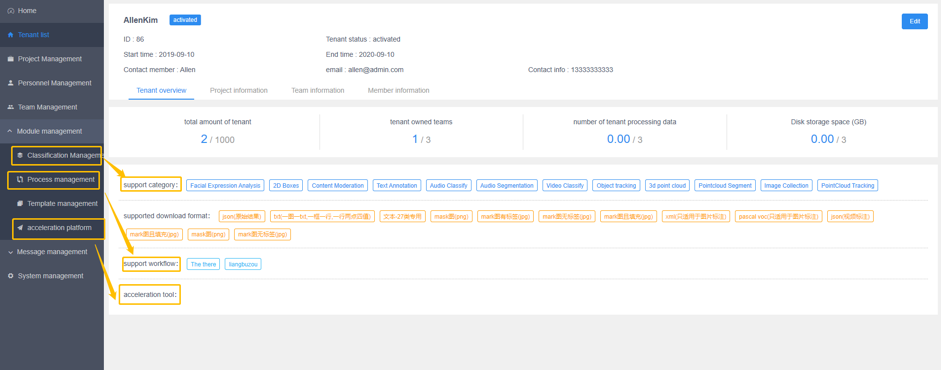 Home
Tenant list
Project Management
Personnel Management
Team Management
Module management
Classification Manageme
Process management
Template management
acceleration platform
Message management
System management
AllenKim activated
Edit
ID : 86 Tenant status : activated
Start time : 2019-09-10 End time : 2020-09-10
Contact member : Allen email : allen@admin.com Contact info : 13333333333
Tenant overview Project information Team information Member information
total amount of tenant tenant owned teams number of tenant processing data Disk storage space (GB)
2 / 1000 1 / 3 0.00 / 3 0.00 / 3
support category: Facial Expression Analysis 2D Boxes Content Moderation Text Annotation Audio Classify Audio Segmentation Video Classify Object tracking 3d point cloud Pointcloud Segment Image Collection PointCloud Tracking
supported download format: json(原始结果) txt(一图一txt,一组一行,一行两点四值) 文本-27简专用 mask图(png) mark图有标签(jpg) mark图无标签(jpg) mark图且填充(jpg) xml(只适用于图片标注) pascal voc(只适用于图片标注) json(视频标注)
mark图且填充(jpg) mask图(png) mark图无标签(jpg)
support workflow: The there liangbuzou
acceleration tool: